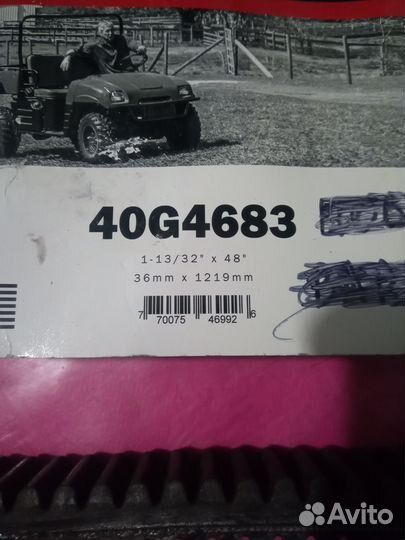 40G4683
1-13/32" x 48"
36mm x 1219mm
7 70075 46992 6
Avito